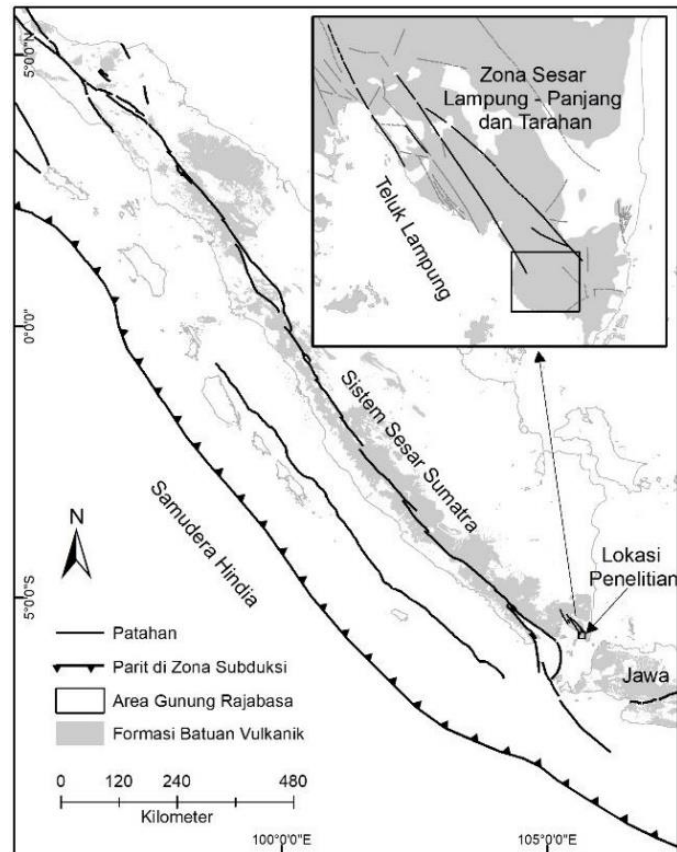 5°0'0"N
0°0'0"
5°0'0"S
Zona Sesar
Lampung - Panjang
dan Tarahan
Teluk Lampung
Sistem Sesar Sumatra
Samudera Hindia
N
Lokasi
Penelitian
Jawa
Patahan
Parit di Zona Subduksi
Area Gunung Rajabasa
Formasi Batuan Vulkanik
0 120 240 480
Kilometer
100°0'0"E 105°0'0"E